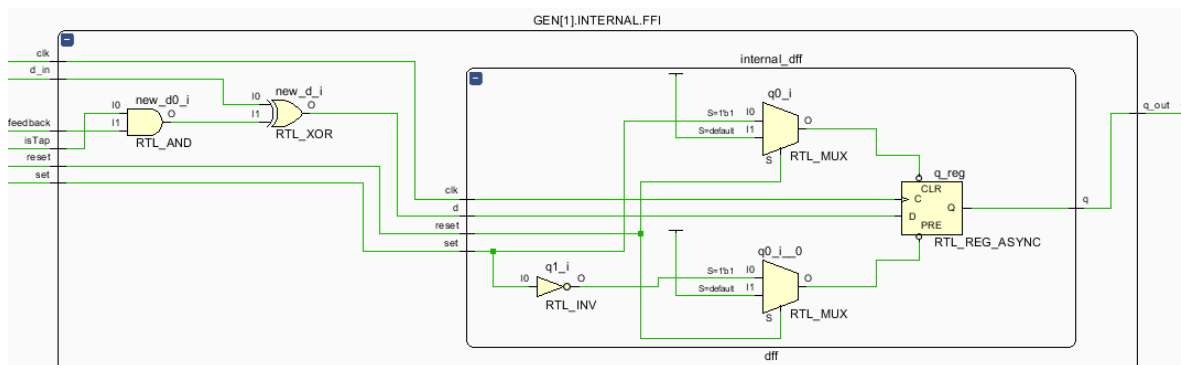 GEN[1].INTERNAL.FFI
clk
d_in
feedback
isTap
reset
set
new_d0_i
I0
I1
O
RTL_AND
new_d_i
I0
I1
O
RTL_XOR
internal_dff
clk
d
reset
set
q0_i
S=1'b1 I0
S=default I1
O
S
RTL_MUX
q1_i
I0
O
RTL_INV
q0_i__0
S=1'b1 I0
S=default I1
O
S
RTL_MUX
q_reg
CLR
C
D
Q
PRE
RTL_REG_ASYNC
q
dff
q_out